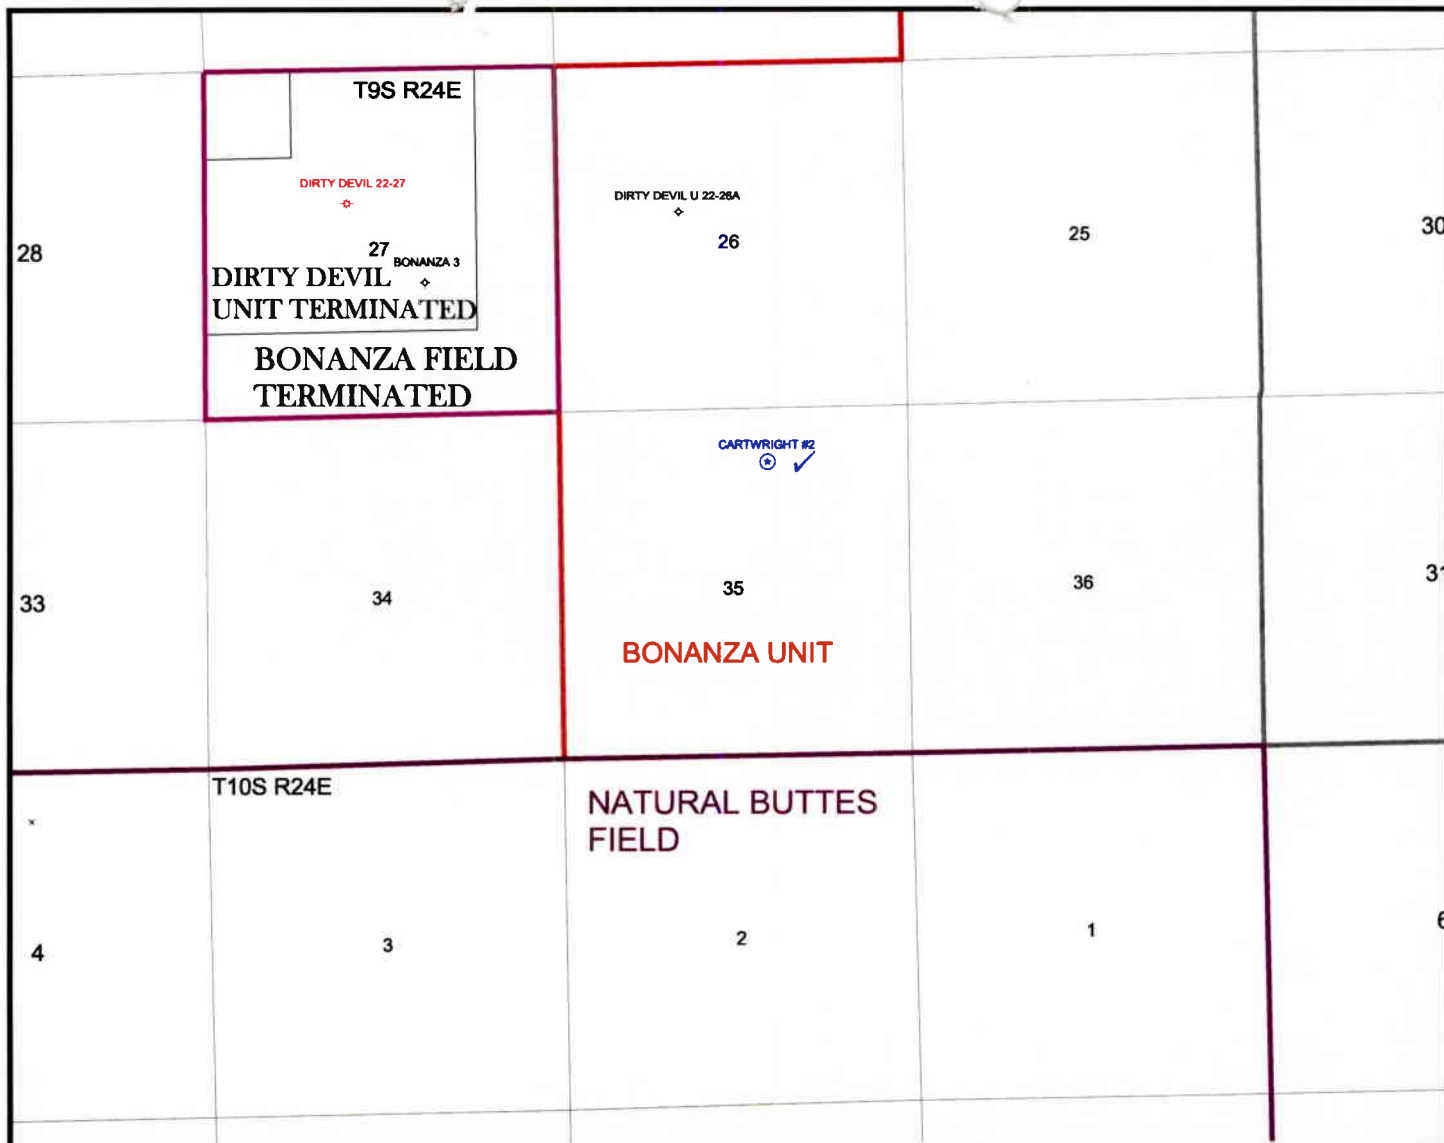 T9S R24E
DIRTY DEVIL 22-27
DIRTY DEVIL U 22-26A
28
27
BONANZA 3
26
25
30
DIRTY DEVIL
UNIT TERMINATED
BONANZA FIELD
TERMINATED
CARTWRIGHT #2
33
34
35
36
31
BONANZA UNIT
T10S R24E
NATURAL BUTTES
FIELD
4
3
2
1
6